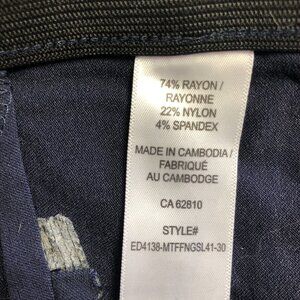 74% RAYON /
RAYONNE
22% NYLON
4% SPANDEX
MADE IN CAMBODIA /
FABRIQUÉ
AU CAMBODGE
CA 62810
STYLE#
ED4138-MTFFNGSL41-30